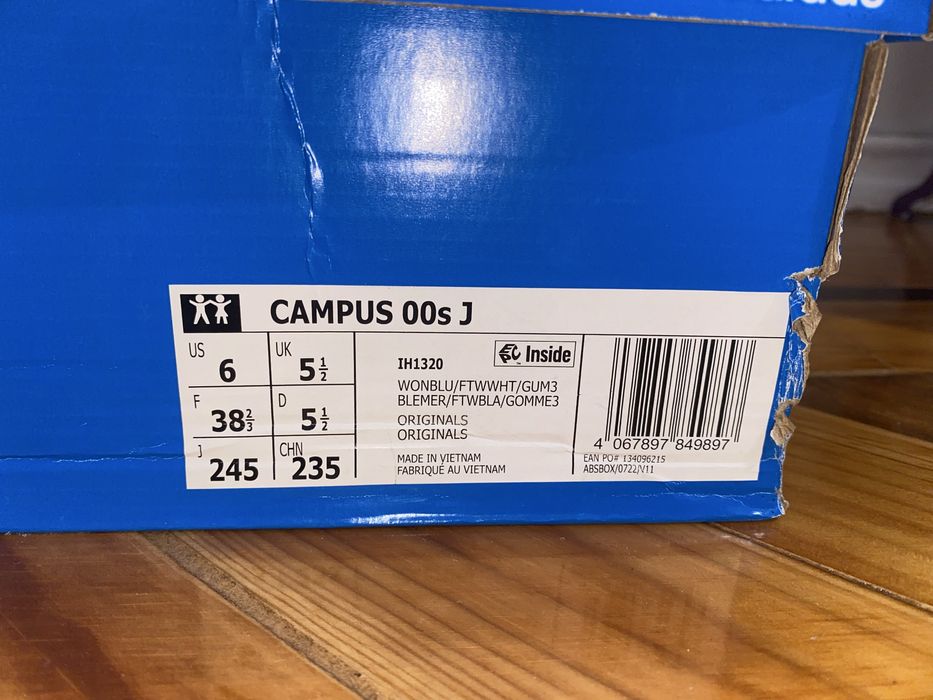 CAMPUS 00s J
US
6
UK
5 1/2
F
38 2/3
D
5 1/2
J
245
CHN
235
Inside
IH1320
WONBLU/FTWWHT/GUM3
BLEMER/FTWBLA/GOMME3
ORIGINALS
ORIGINALS
MADE IN VIETNAM
FABRIQUÉ AU VIETNAM
4 067897 849897
EAN PO# 134096215
ABSBOX/0722/V11